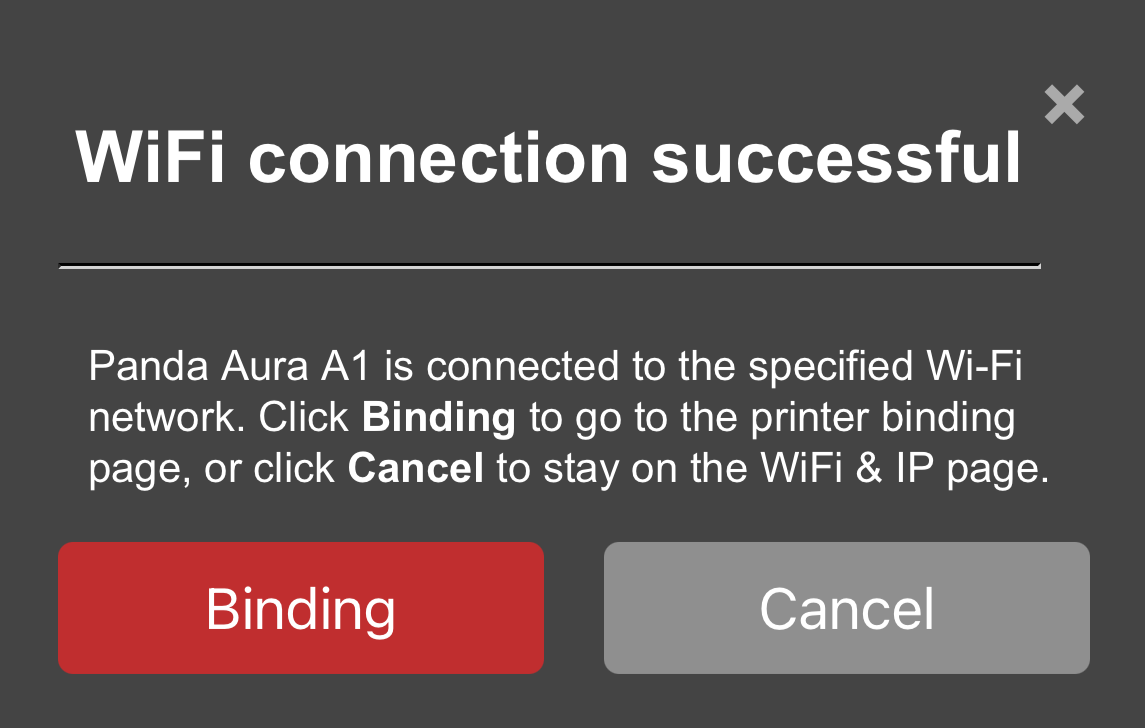 WiFi connection successful
Panda Aura A1 is connected to the specified Wi-Fi
network. Click Binding to go to the printer binding
page, or click Cancel to stay on the WiFi & IP page.
Binding
Cancel